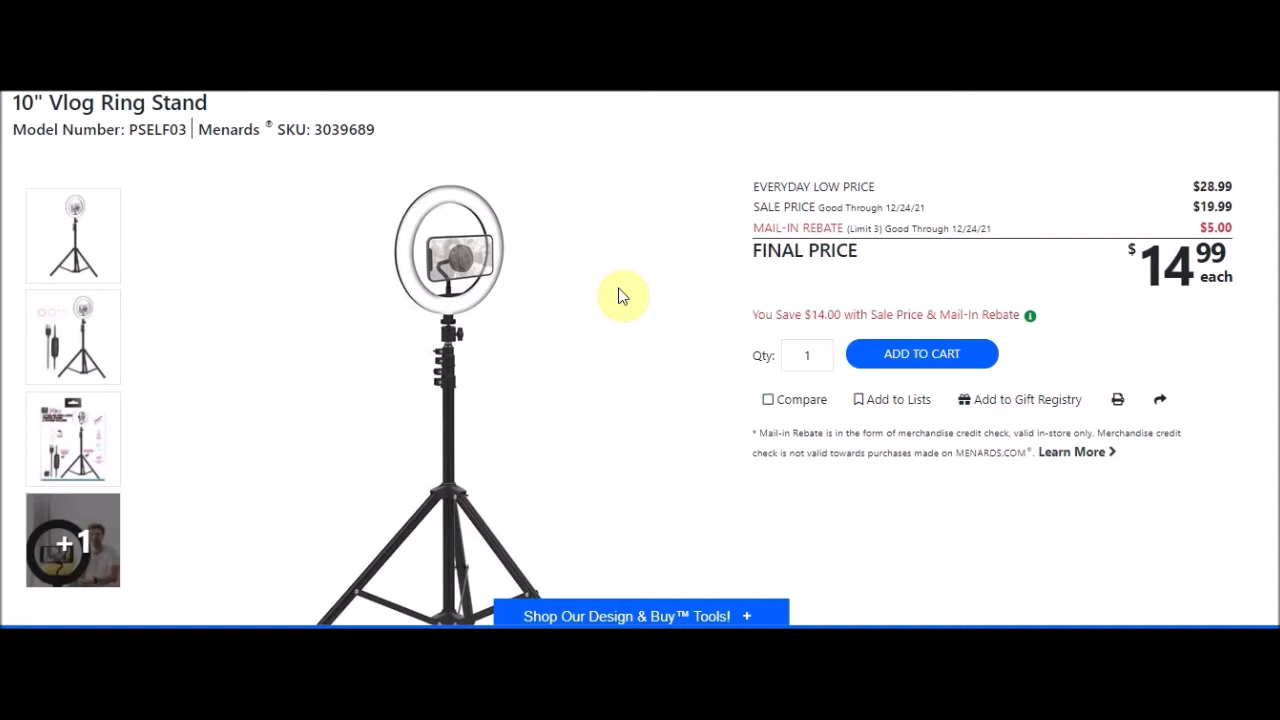 10" Vlog Ring Stand
Model Number: PSELF03 | Menards ® SKU: 3039689
EVERYDAY LOW PRICE $28.99
SALE PRICE Good Through 12/24/21 $19.99
MAIL-IN REBATE (Limit 3) Good Through 12/24/21 $5.00
FINAL PRICE $14.99 each
You Save $14.00 with Sale Price & Mail-In Rebate
Qty: 1 ADD TO CART
Compare Add to Lists Add to Gift Registry
* Mail-in Rebate is in the form of merchandise credit check, valid in-store only. Merchandise credit
check is not valid towards purchases made on MENARDS.COM®. Learn More
+1
Shop Our Design & Buy™ Tools! +